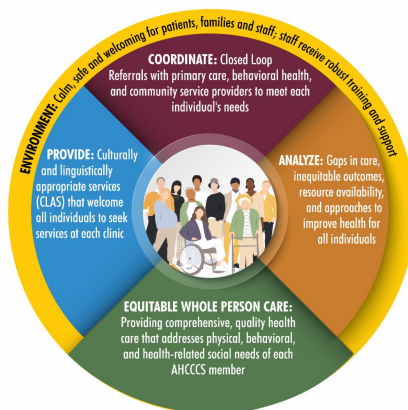 ENVIRONMENT: Calm, safe and welcoming for patients, families and staff; staff receive robust training and support
COORDINATE: Closed Loop
Referrals with primary care, behavioral health,
and community service providers to meet each
individual's needs
PROVIDE: Culturally
and linguistically
appropriate services
(CLAS) that welcome
all individuals to seek
services at each clinic
ANALYZE: Gaps in care,
inequitable outcomes,
resource availability,
and approaches to
improve health for
all individuals
EQUITABLE WHOLE PERSON CARE:
Providing comprehensive, quality health
care that addresses physical, behavioral,
and health-related social needs of each
AHCCCS member